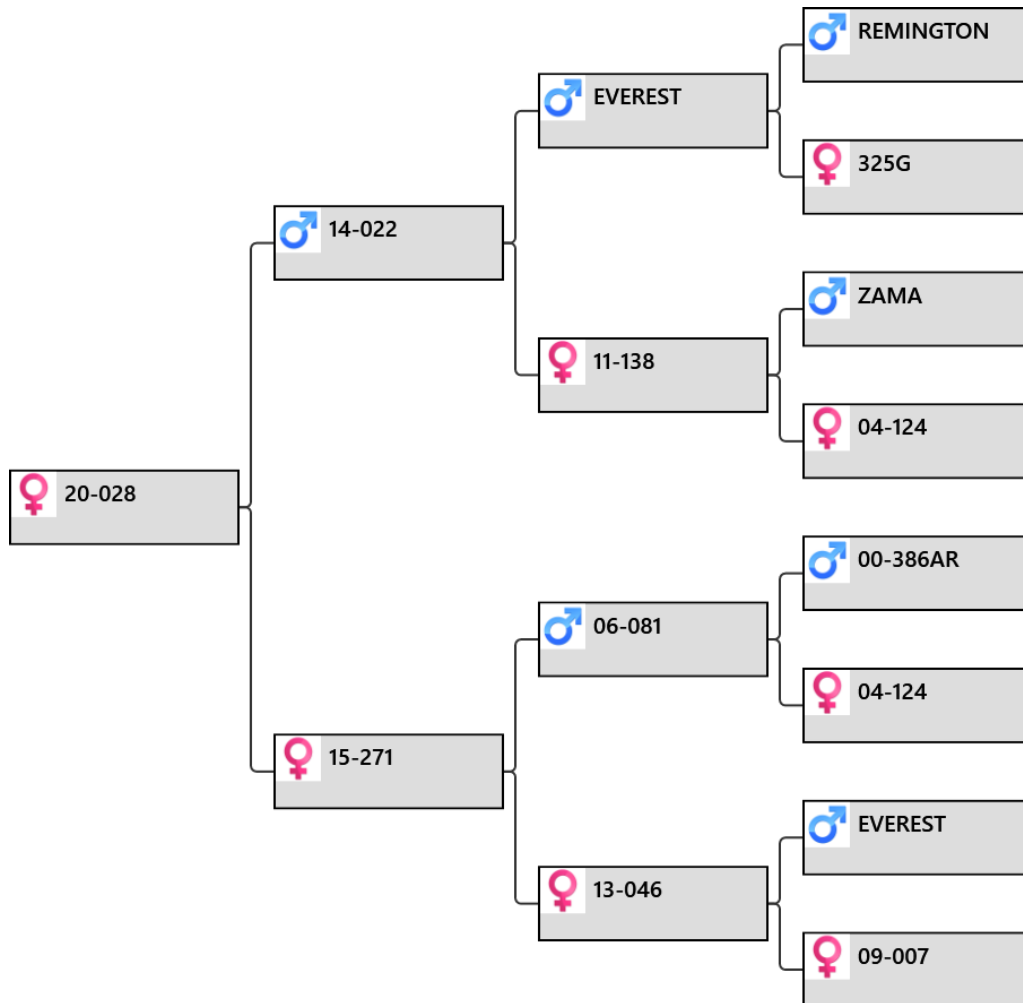 REMINGTON
EVEREST
325G
14-022
ZAMA
11-138
04-124
20-028
00-386AR
06-081
04-124
15-271
EVEREST
13-046
09-007